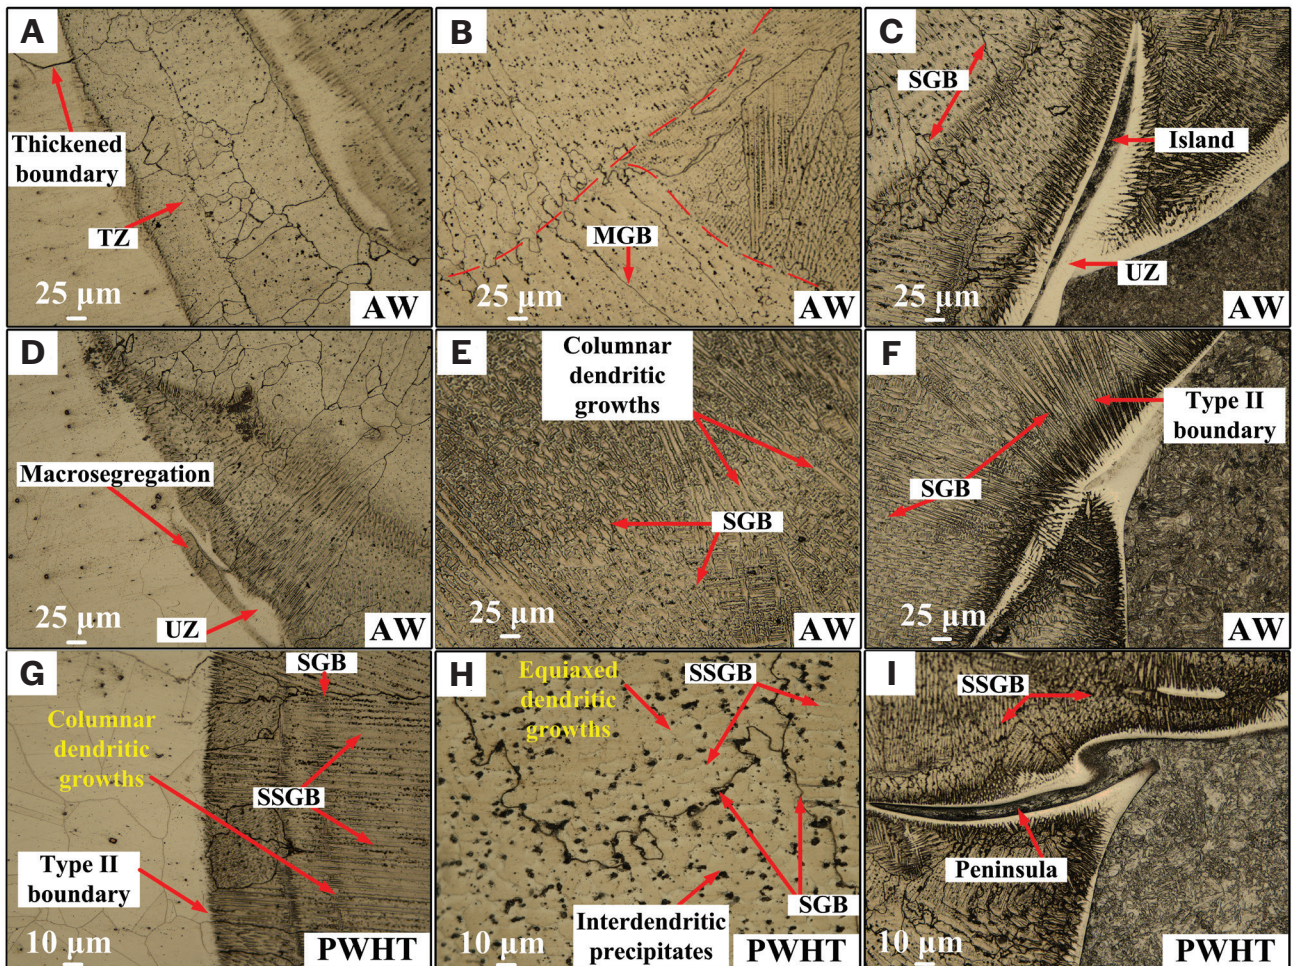 A
Thickened
boundary
TZ
25 μm
AW
B
MGB
25 μm
AW
C
SGB
Island
UZ
25 μm
AW
D
Macrosegregation
UZ
25 μm
AW
E
Columnar
dendritic
growths
SGB
25 μm
AW
F
Type II
boundary
SGB
25 μm
AW
G
SGB
Columnar
dendritic
growths
SSGB
Type II
boundary
10 μm
PWHT
H
Equiaxed
dendritic
growths
SSGB
SGB
Interdendritic
precipitates
10 μm
PWHT
I
SSGB
Peninsula
10 μm
PWHT